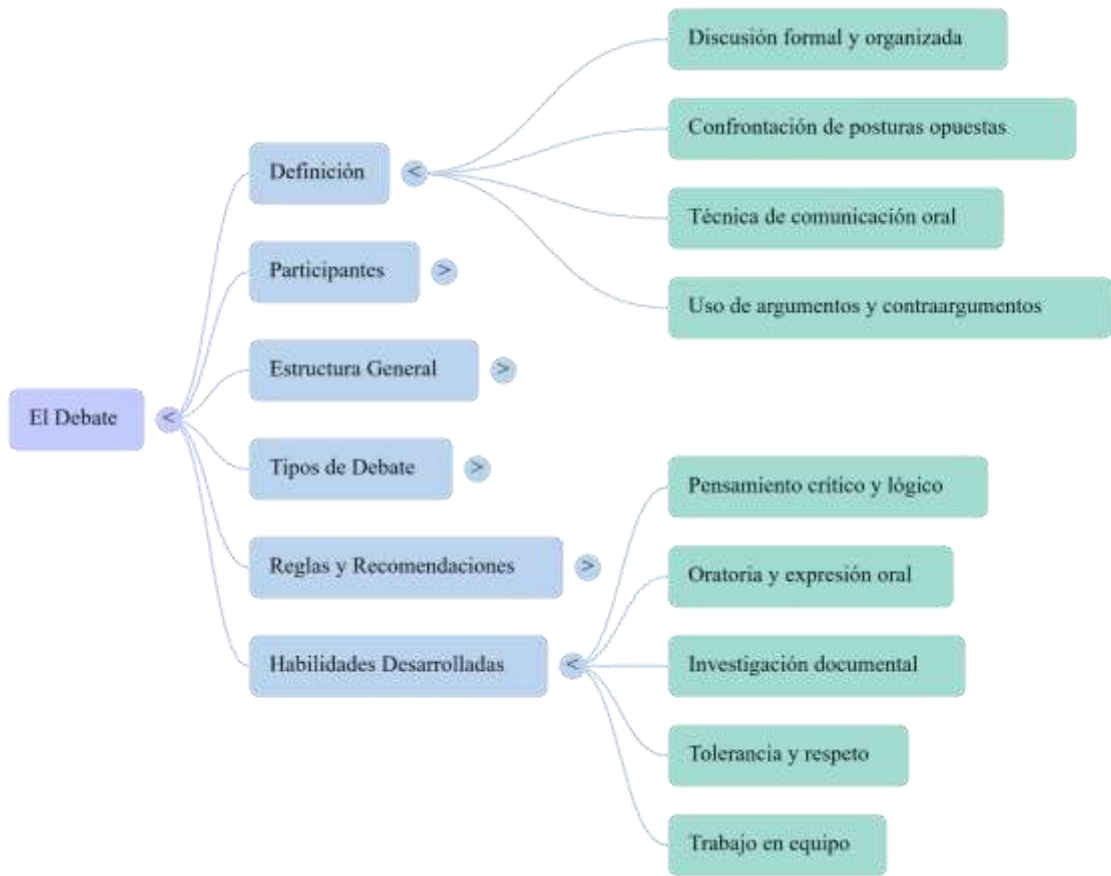 El Debate
Definición
Discusión formal y organizada
Confrontación de posturas opuestas
Técnica de comunicación oral
Uso de argumentos y contraargumentos
Participantes
Estructura General
Tipos de Debate
Reglas y Recomendaciones
Habilidades Desarrolladas
Pensamiento crítico y lógico
Oratoria y expresión oral
Investigación documental
Tolerancia y respeto
Trabajo en equipo